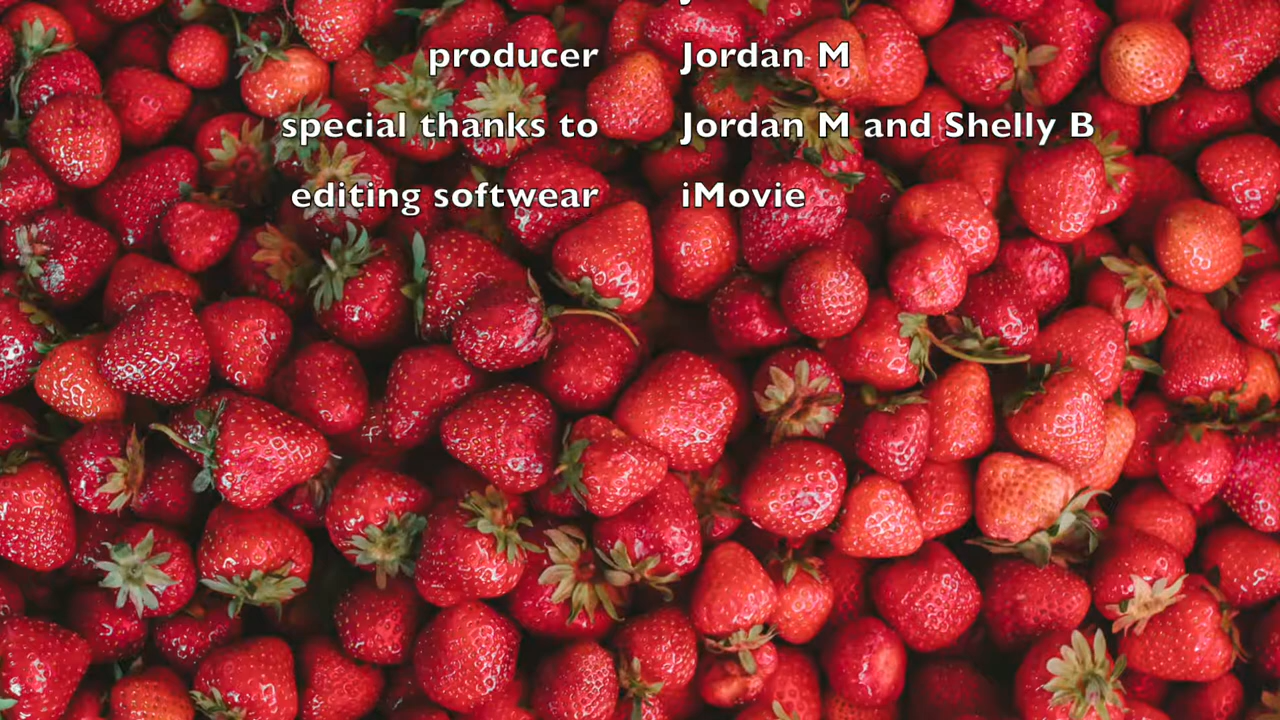 producer Jordan M
special thanks to Jordan M and Shelly B
editing softwear iMovie